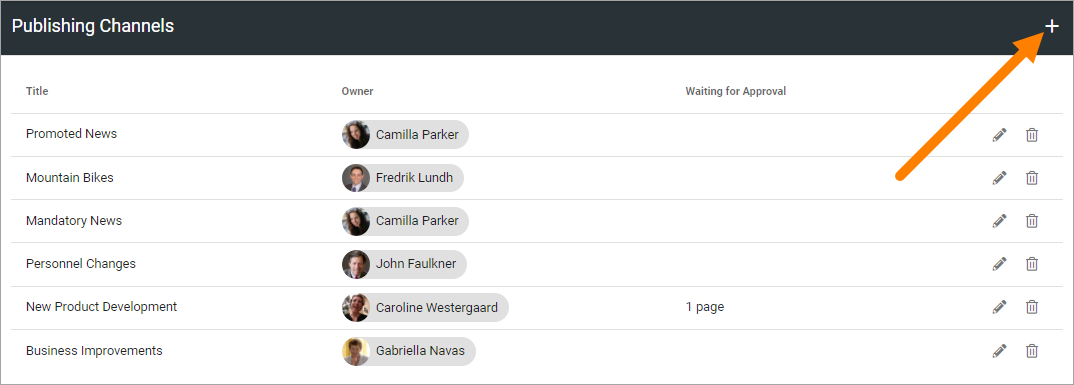 Publishing Channels
Title Owner Waiting for Approval
Promoted News Camilla Parker
Mountain Bikes Fredrik Lundh
Mandatory News Camilla Parker
Personnel Changes John Faulkner
New Product Development Caroline Westergaard 1 page
Business Improvements Gabriella Navas